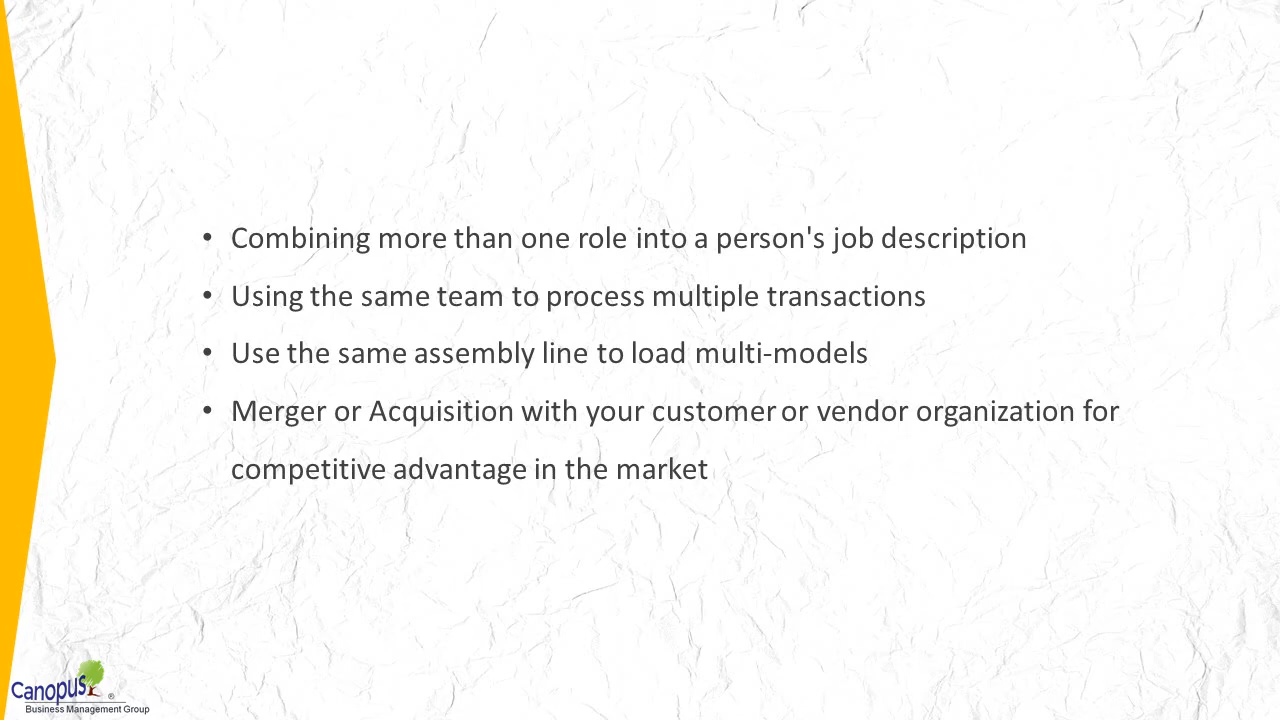 • Combining more than one role into a person's job description
• Using the same team to process multiple transactions
• Use the same assembly line to load multi-models
• Merger or Acquisition with your customer or vendor organization for
competitive advantage in the market
Canopus ®
Business Management Group